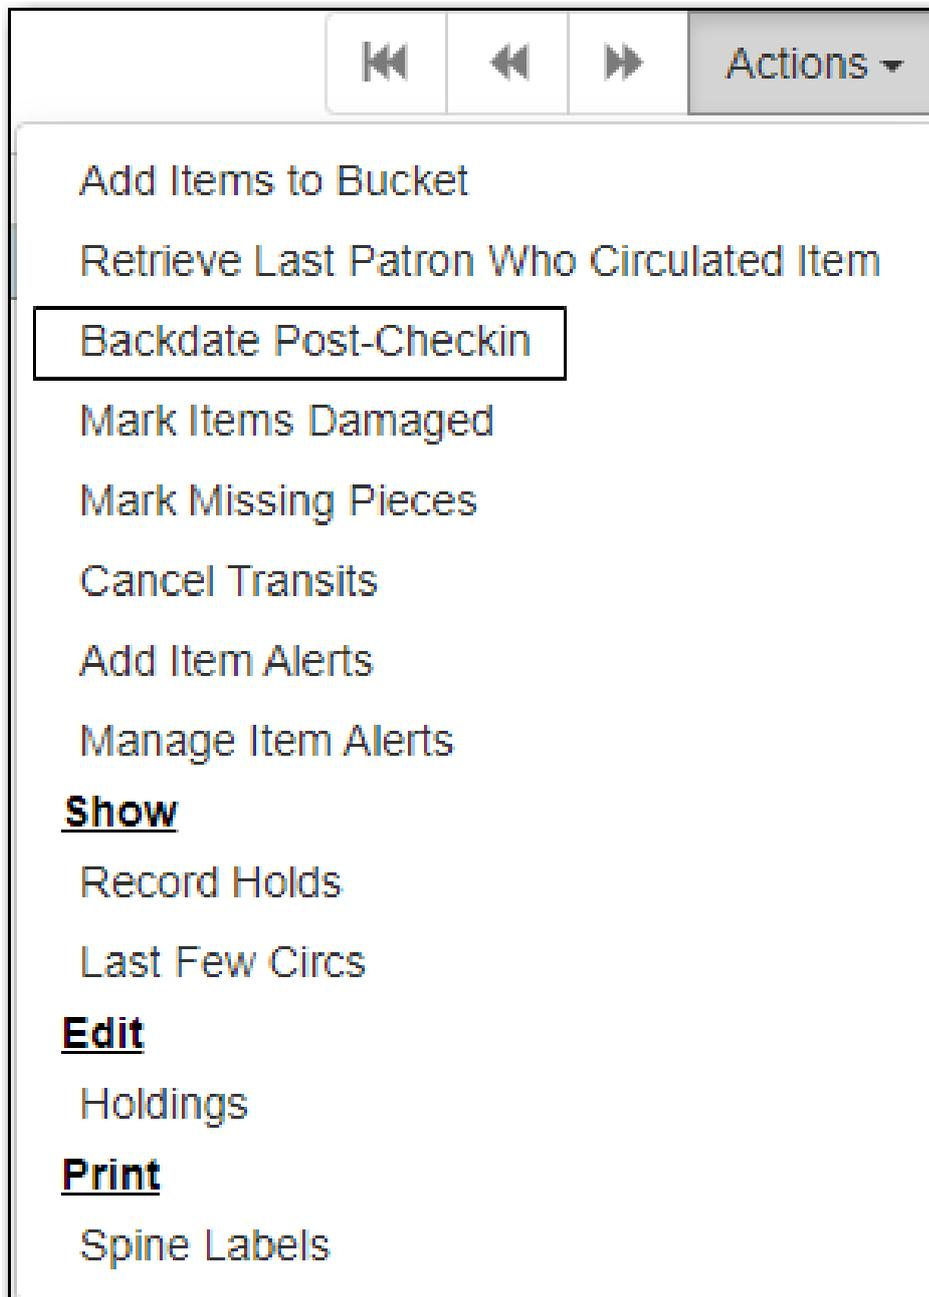 Actions
Add Items to Bucket
Retrieve Last Patron Who Circulated Item
Backdate Post-Checkin
Mark Items Damaged
Mark Missing Pieces
Cancel Transits
Add Item Alerts
Manage Item Alerts
Show
Record Holds
Last Few Circs
Edit
Holdings
Print
Spine Labels